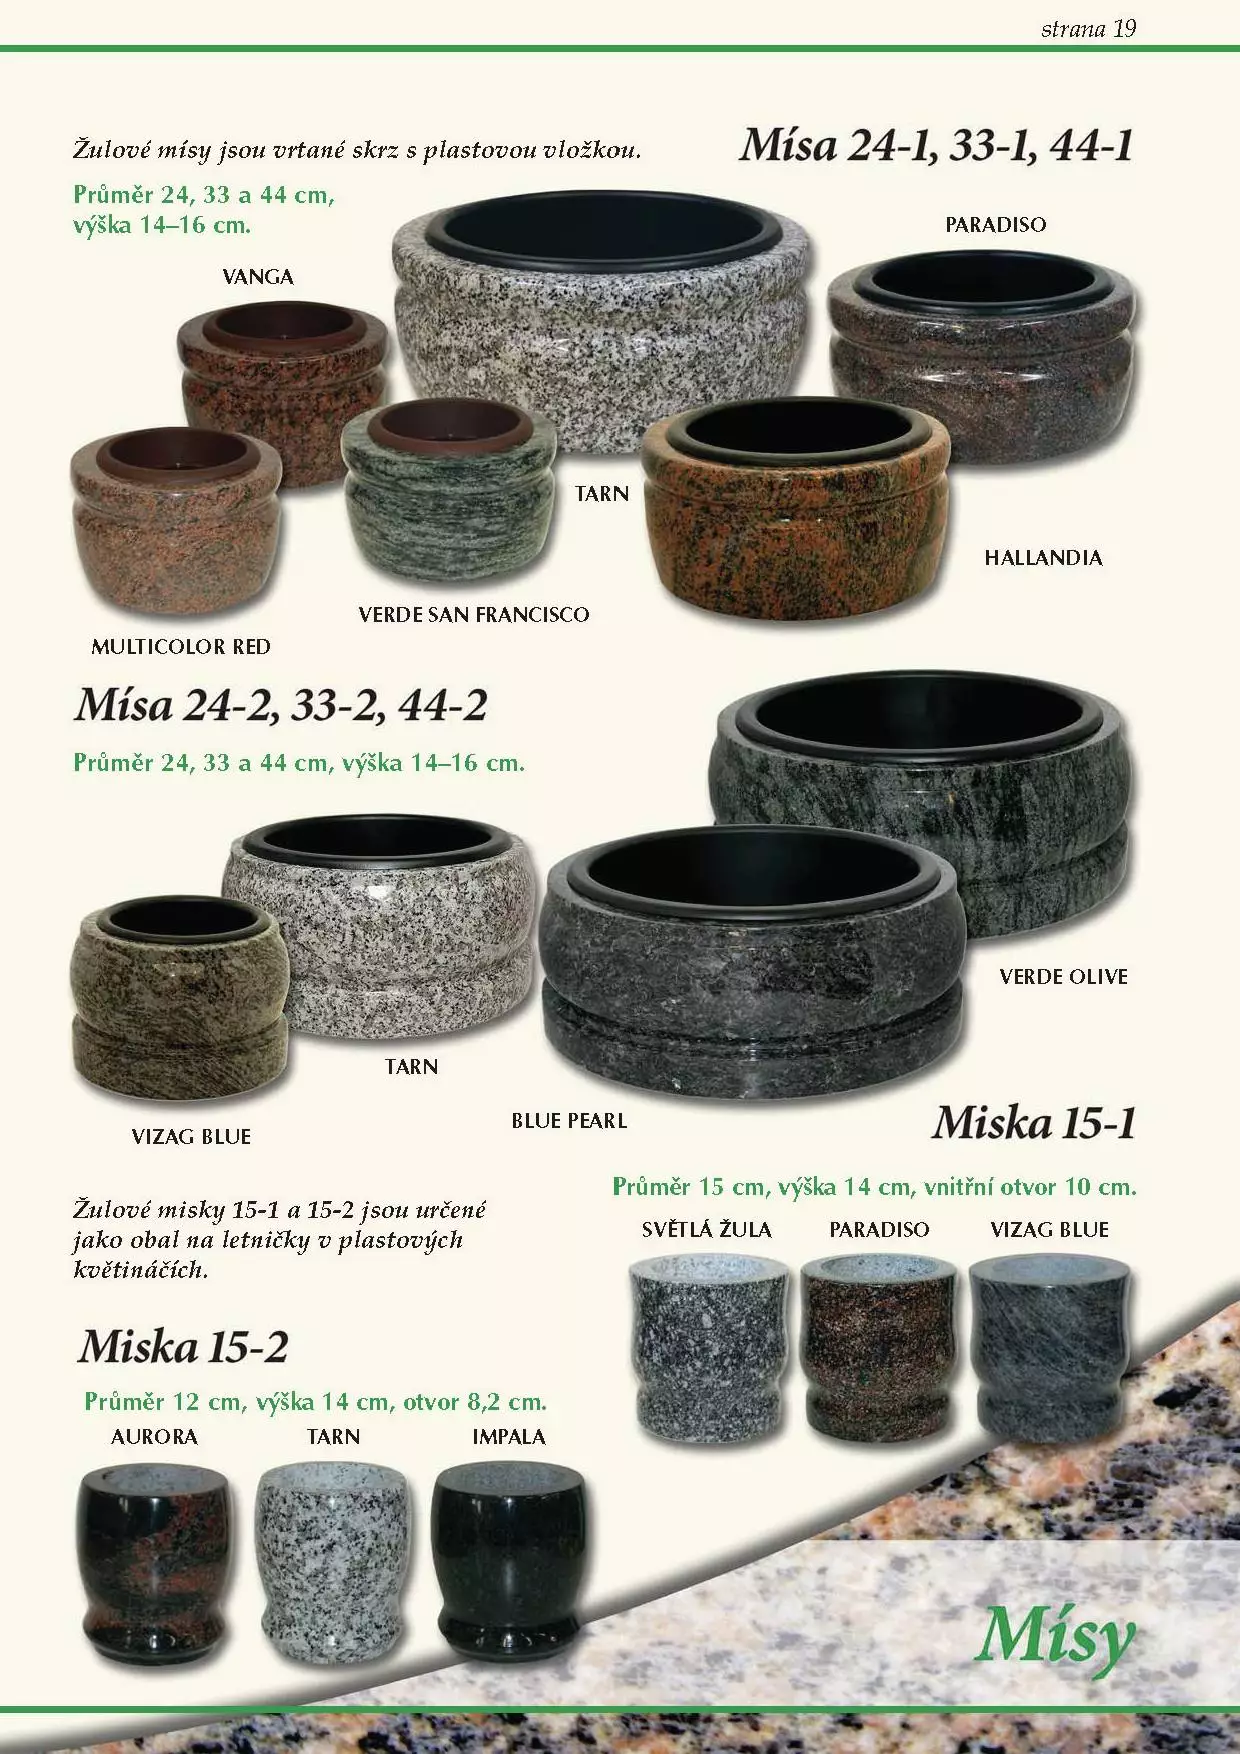 strana 19
Žulové mísy jsou vrtané skrz s plastovou vložkou.
Mísa 24-1, 33-1, 44-1
Průměr 24, 33 a 44 cm,
výška 14–16 cm.
PARADISO
VANGA
TARN
HALLANDIA
VERDE SAN FRANCISCO
MULTICOLOR RED
Mísa 24-2, 33-2, 44-2
Průměr 24, 33 a 44 cm, výška 14–16 cm.
VERDE OLIVE
TARN
BLUE PEARL
VIZAG BLUE
Miska 15-1
Průměr 15 cm, výška 14 cm, vnitřní otvor 10 cm.
SVĚTLÁ ŽULA PARADISO VIZAG BLUE
Žulové misky 15-1 a 15-2 jsou určené
jako obal na letničky v plastových
květináčích.
Miska 15-2
Průměr 12 cm, výška 14 cm, otvor 8,2 cm.
AURORA TARN IMPALA
Mísy